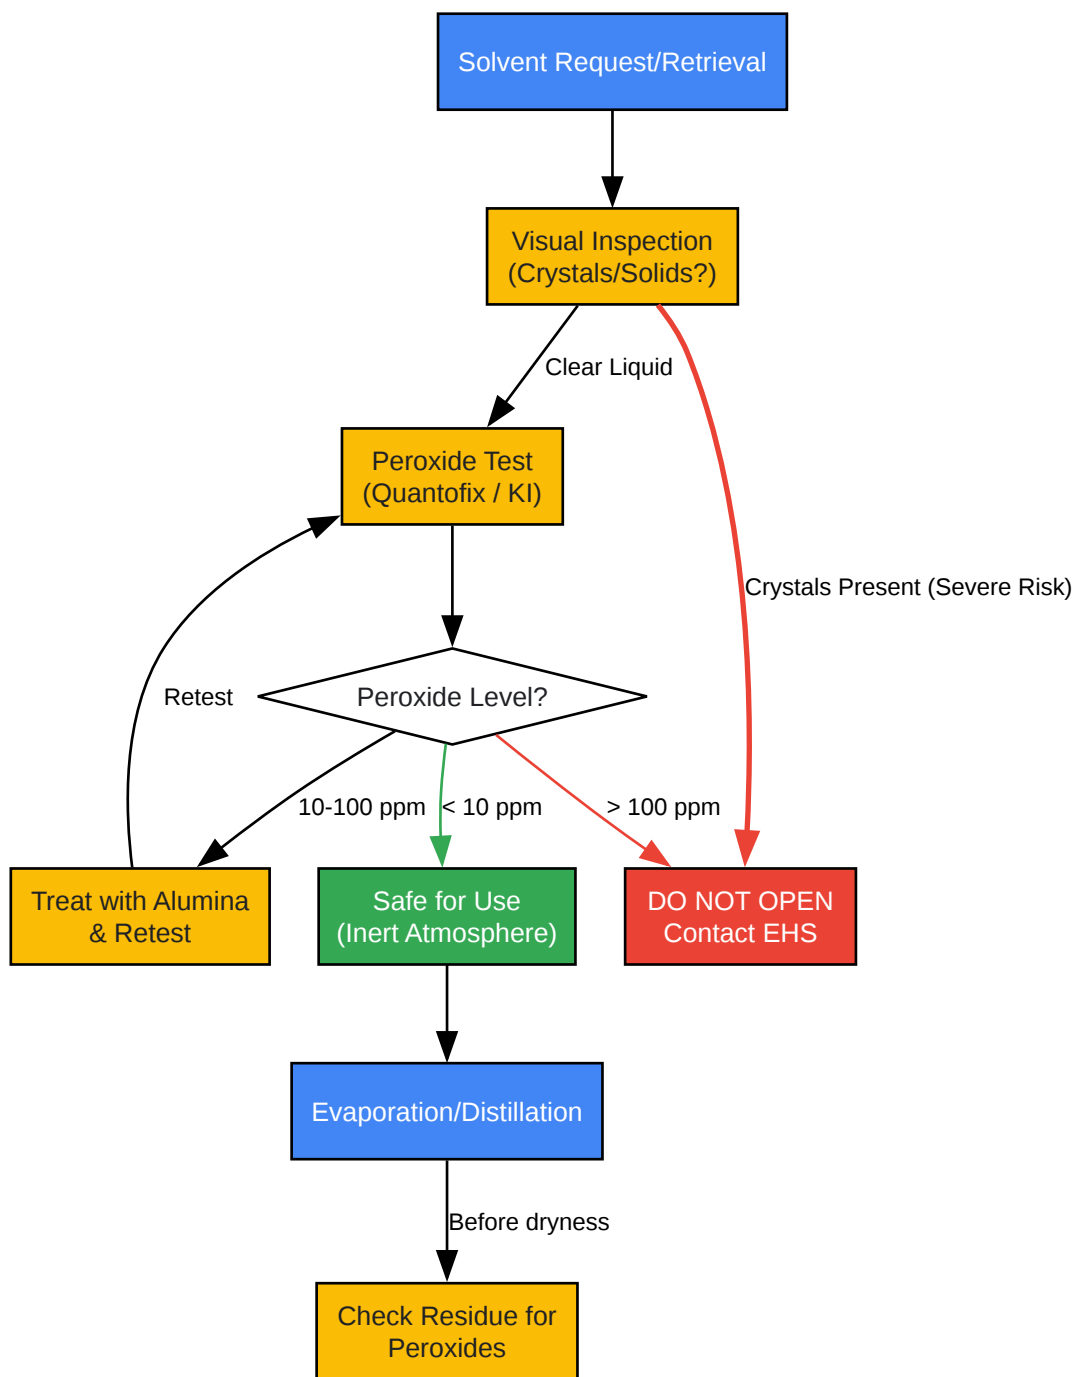 Solvent Request/Retrieval
Visual Inspection
(Crystals/Solids?)
Clear Liquid
Peroxide Test
(Quantofix / KI)
Crystals Present (Severe Risk)
Retest
Peroxide Level?
10-100 ppm
< 10 ppm
> 100 ppm
Treat with Alumina
& Retest
Safe for Use
(Inert Atmosphere)
DO NOT OPEN
Contact EHS
Evaporation/Distillation
Before dryness
Check Residue for
Peroxides